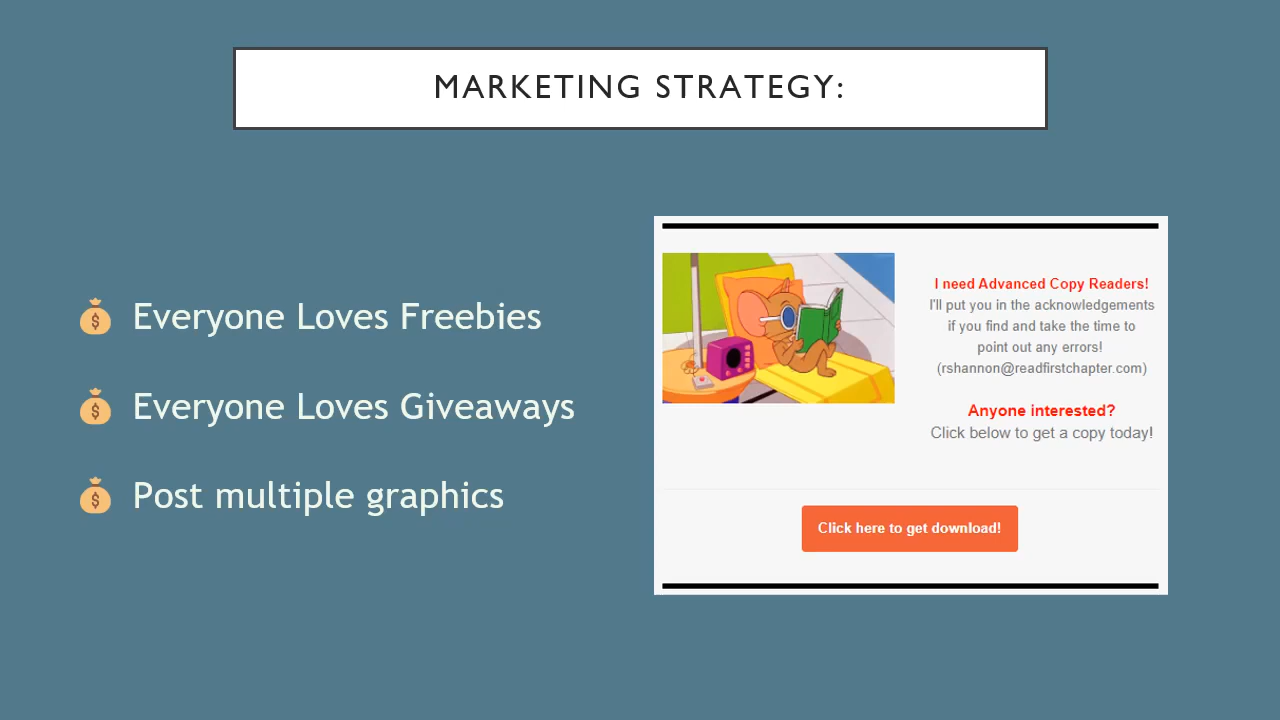 MARKETING STRATEGY:
Everyone Loves Freebies
Everyone Loves Giveaways
Post multiple graphics
I need Advanced Copy Readers!
I'll put you in the acknowledgements
if you find and take the time to
point out any errors!
(rshannon@readfirstchapter.com)
Anyone interested?
Click below to get a copy today!
Click here to get download!